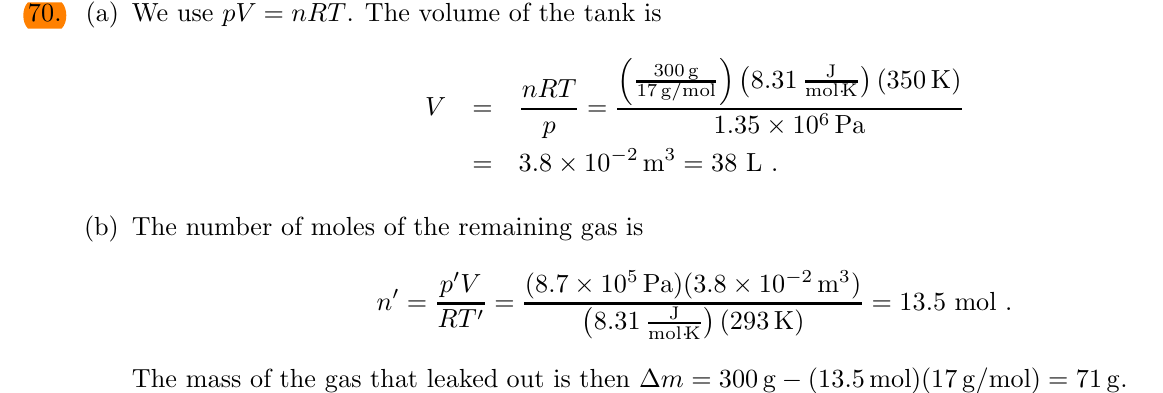 70. (a) We use pV = nRT. The volume of the tank is
V = nRT/p = (300 g / 17 g/mol) (8.31 J/mol·K) (350 K) / 1.35 × 10⁶ Pa
= 3.8 × 10⁻² m³ = 38 L .
(b) The number of moles of the remaining gas is
n′ = p′V/RT′ = (8.7 × 10⁵ Pa)(3.8 × 10⁻² m³) / (8.31 J/mol·K) (293 K) = 13.5 mol .
The mass of the gas that leaked out is then Δm = 300 g − (13.5 mol)(17 g/mol) = 71 g.